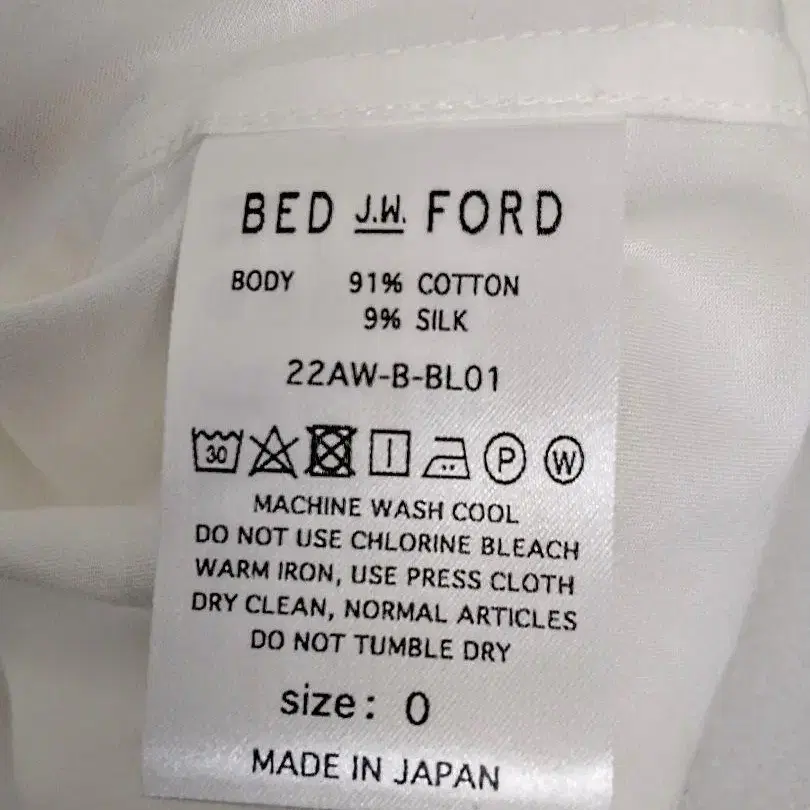 BED J.W. FORD
BODY 91% COTTON
9% SILK
22AW-B-BL01
30 P W
MACHINE WASH COOL
DO NOT USE CHLORINE BLEACH
WARM IRON, USE PRESS CLOTH
DRY CLEAN, NORMAL ARTICLES
DO NOT TUMBLE DRY
size: 0
MADE IN JAPAN